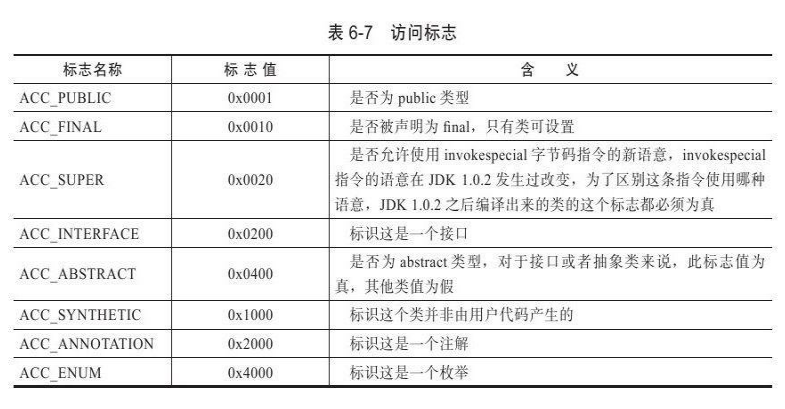 表 6-7 访问标志
标志名称 标 志 值 含 义
ACC_PUBLIC 0x0001 是否为 public 类型
ACC_FINAL 0x0010 是否被声明为 final，只有类可设置
ACC_SUPER 0x0020 是否允许使用 invokespecial 字节码指令的新语意，invokespecial
指令的语意在 JDK 1.0.2 发生过改变，为了区别这条指令使用哪种
语意，JDK 1.0.2 之后编译出来的类的这个标志都必须为真
ACC_INTERFACE 0x0200 标识这是一个接口
ACC_ABSTRACT 0x0400 是否为 abstract 类型，对于接口或者抽象类来说，此标志值为
真，其他类值为假
ACC_SYNTHETIC 0x1000 标识这个类并非由用户代码产生的
ACC_ANNOTATION 0x2000 标识这是一个注解
ACC_ENUM 0x4000 标识这是一个枚举